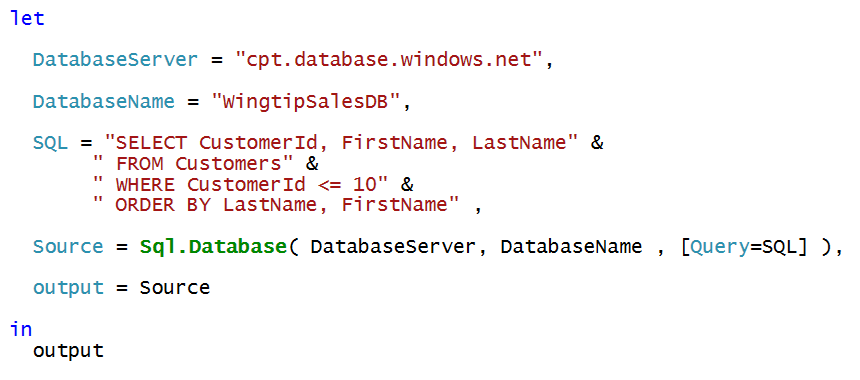 let
DatabaseServer = "cpt.database.windows.net",
DatabaseName = "WingtipSalesDB",
SQL = "SELECT CustomerId, FirstName, LastName" &
" FROM Customers" &
" WHERE CustomerId <= 10" &
" ORDER BY LastName, FirstName" ,
Source = Sql.Database( DatabaseServer, DatabaseName , [Query=SQL] ),
output = Source
in
output